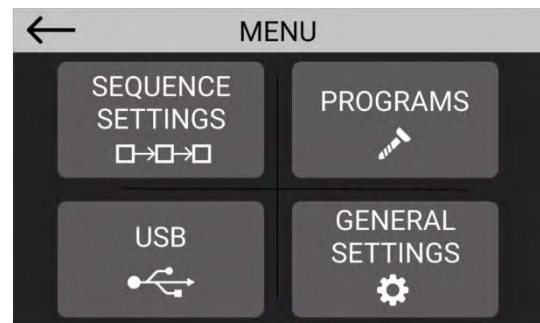 MENU
SEQUENCE
SETTINGS
PROGRAMS
USB
GENERAL
SETTINGS